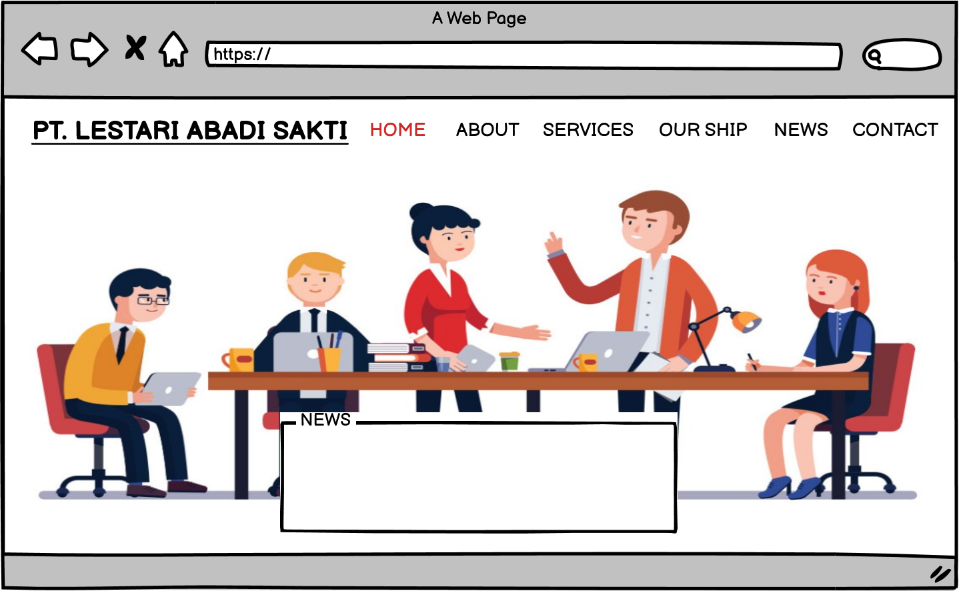 A Web Page
https://
PT. LESTARI ABADI SAKTI HOME ABOUT SERVICES OUR SHIP NEWS CONTACT
NEWS